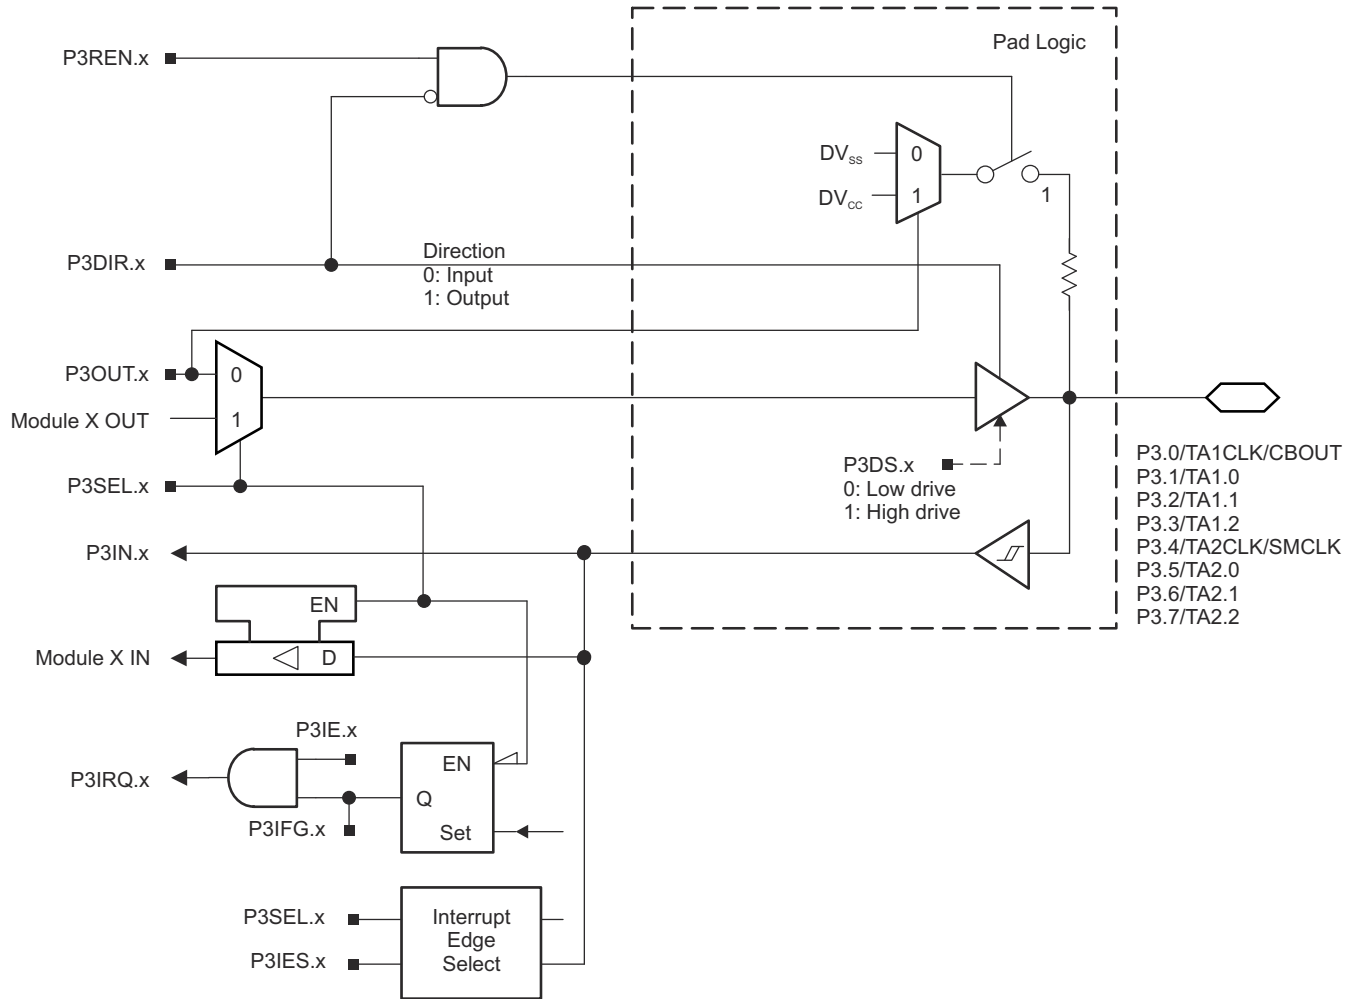 Pad Logic
P3REN.x
DVSS
0
DVCC
1
1
P3DIR.x
Direction
0: Input
1: Output
P3OUT.x
0
Module X OUT
1
P3SEL.x
P3DS.x
0: Low drive
1: High drive
P3.0/TA1CLK/CBOUT
P3.1/TA1.0
P3.2/TA1.1
P3.3/TA1.2
P3.4/TA2CLK/SMCLK
P3.5/TA2.0
P3.6/TA2.1
P3.7/TA2.2
P3IN.x
EN
Module X IN
D
P3IE.x
EN
P3IRQ.x
Q
P3IFG.x
Set
P3SEL.x
P3IES.x
Interrupt
Edge
Select